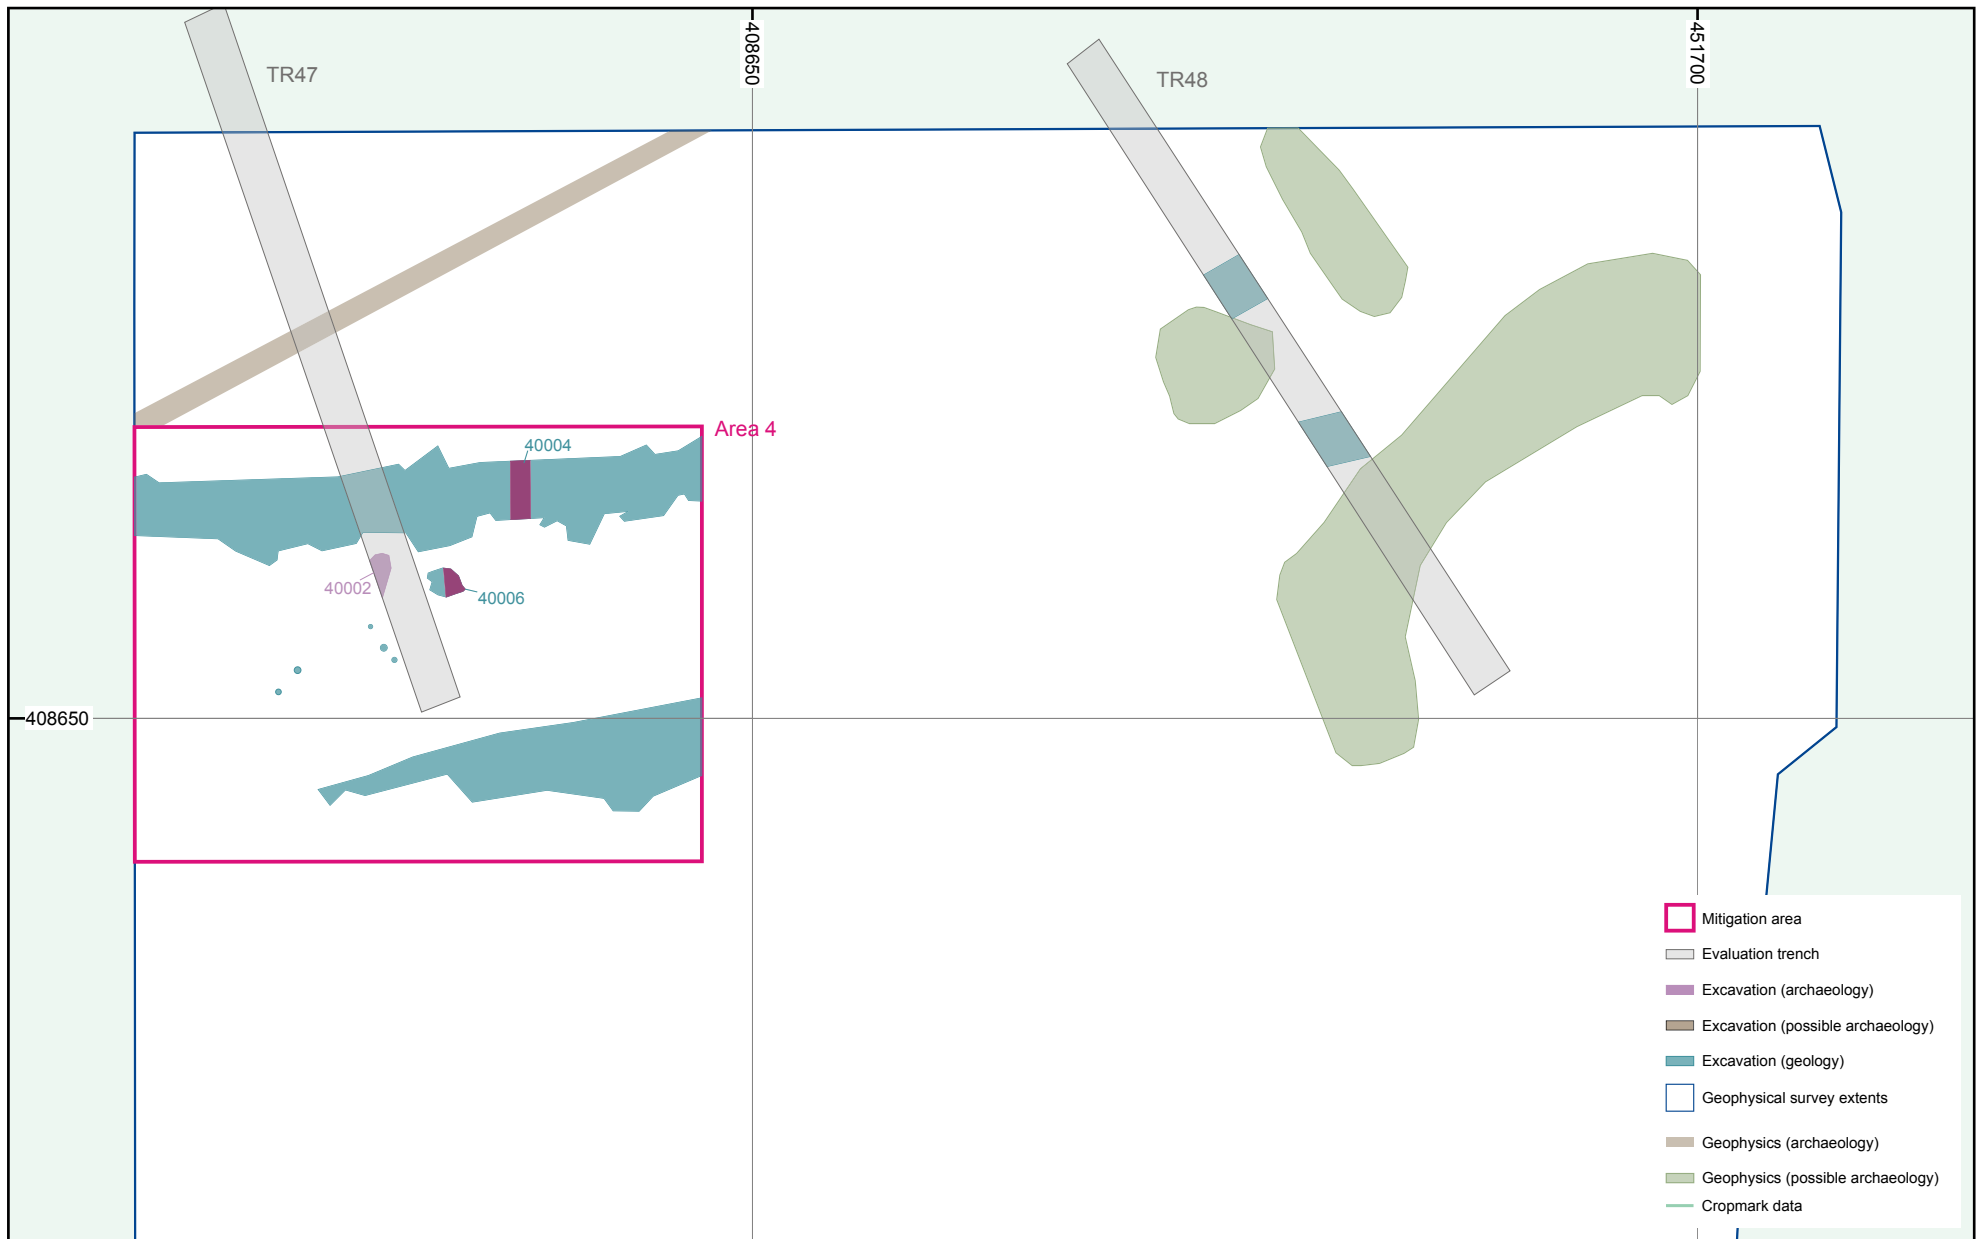 408650
451700
TR47
TR48
Area 4
40004
40002
40006
408650
Mitigation area
Evaluation trench
Excavation (archaeology)
Excavation (possible archaeology)
Excavation (geology)
Geophysical survey extents
Geophysics (archaeology)
Geophysics (possible archaeology)
Cropmark data